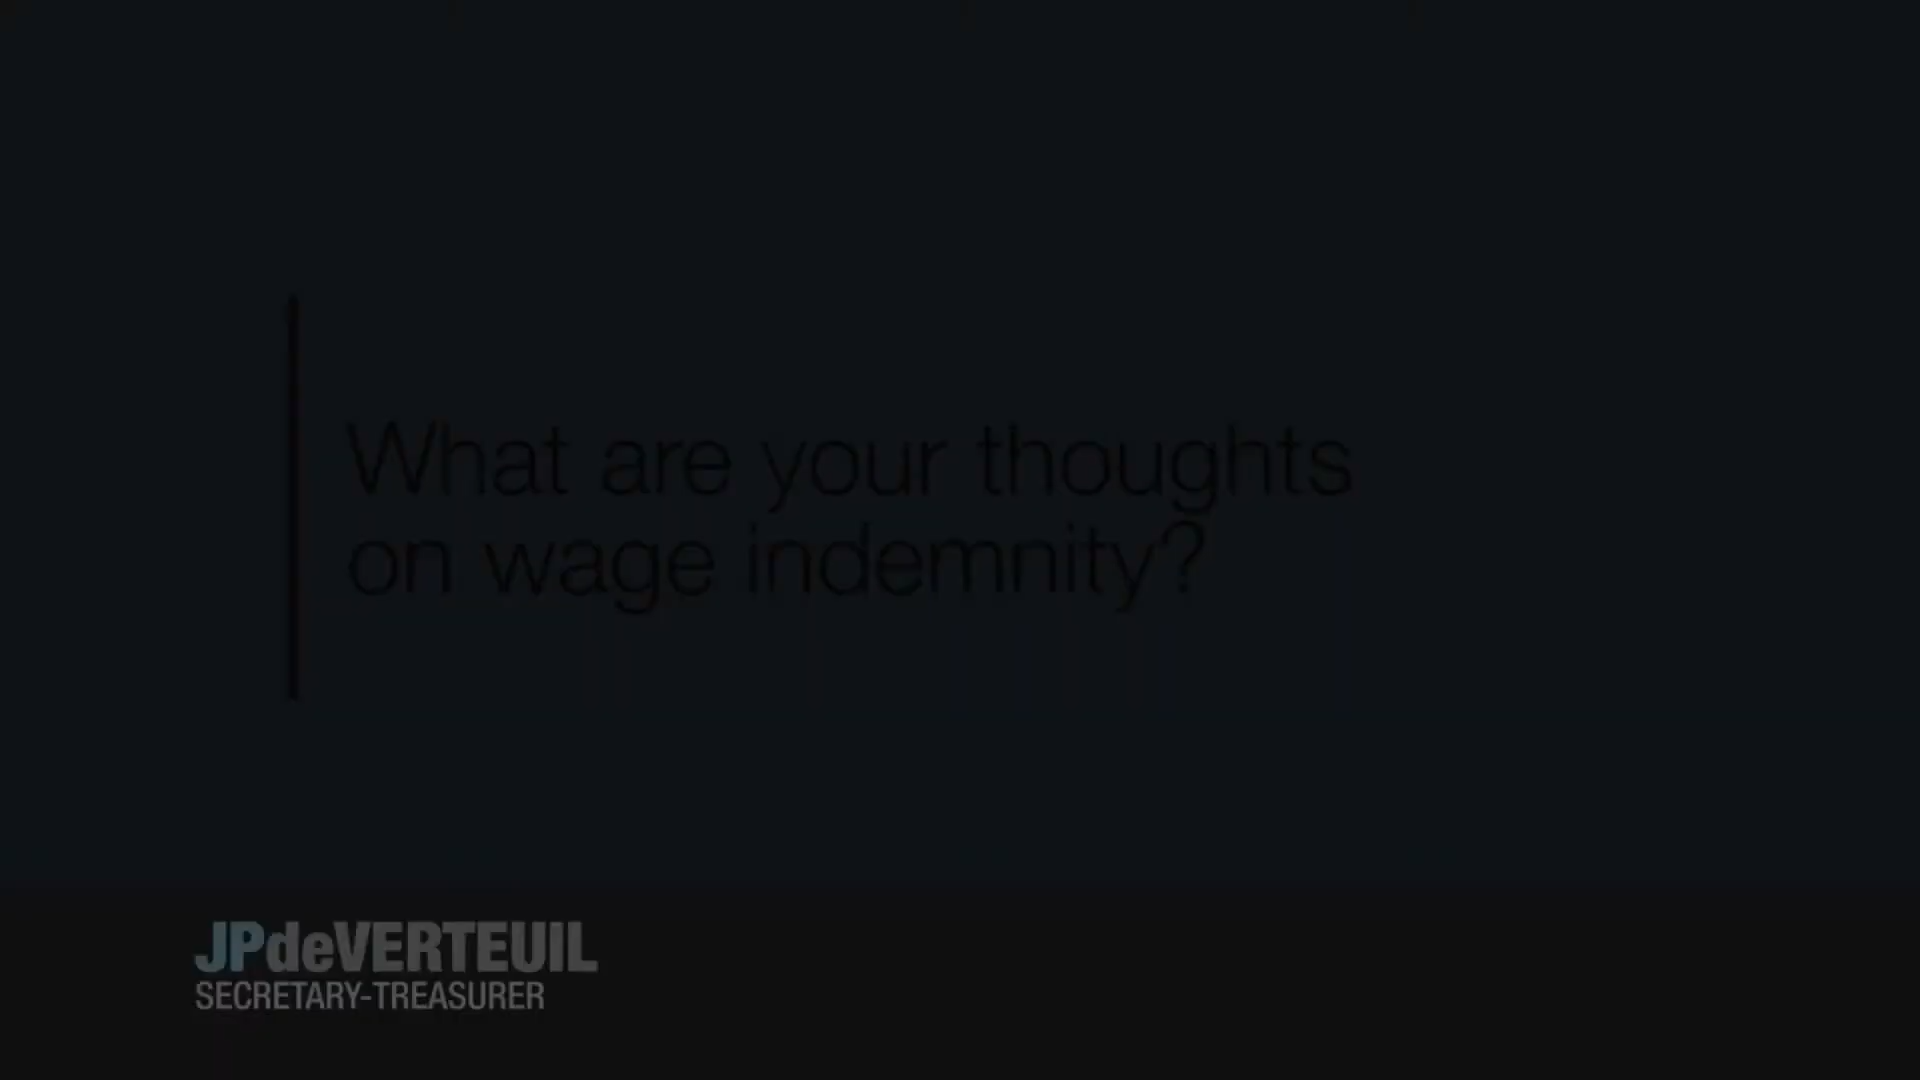 What are your thoughts
on wage indemnity?
JPdeVERTEUIL
SECRETARY-TREASURER